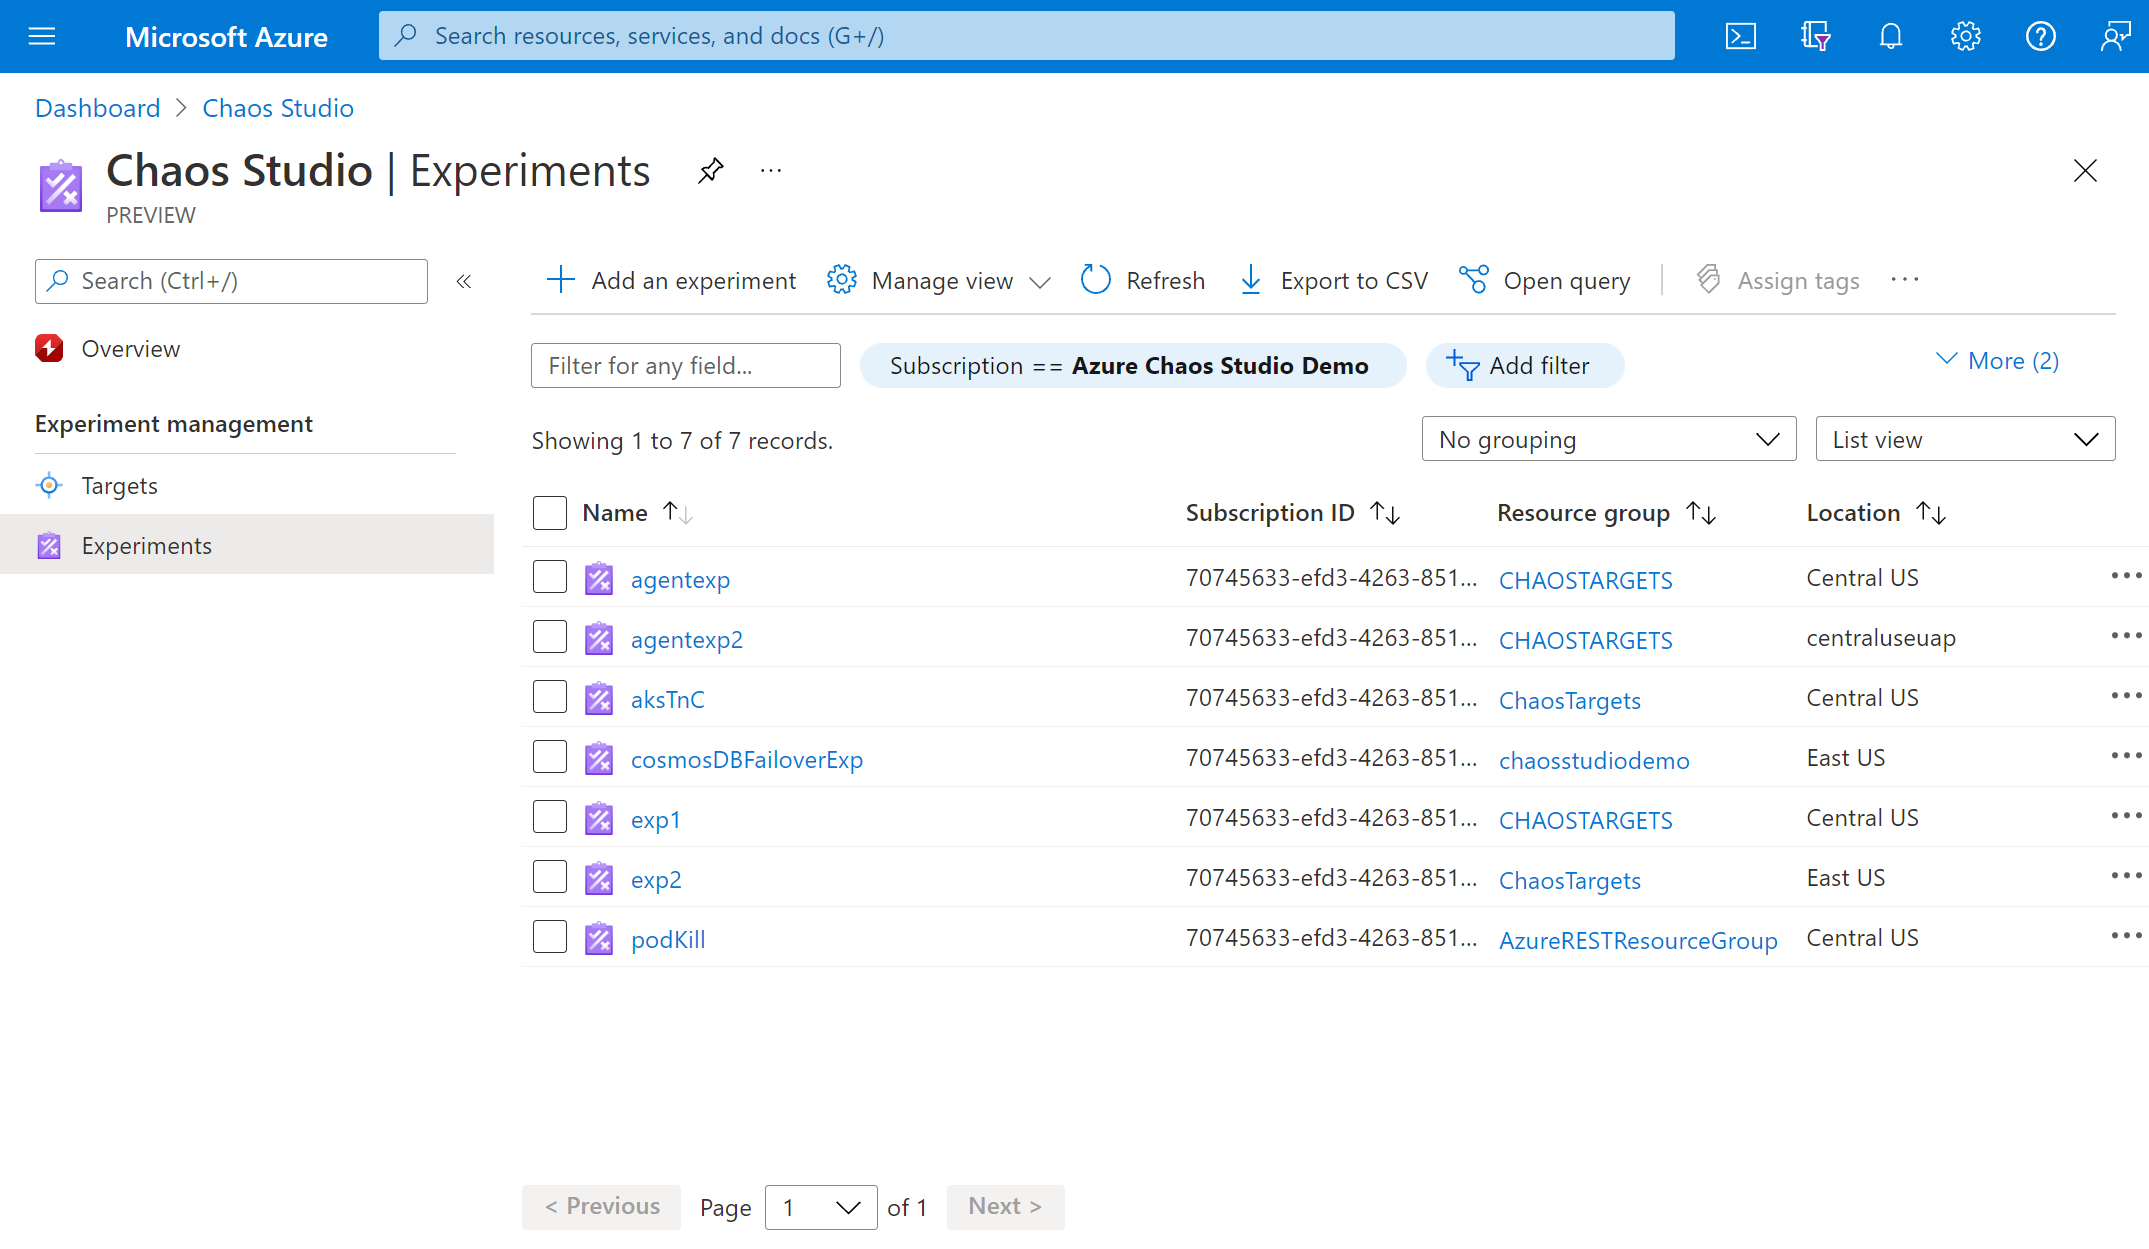 Microsoft Azure
Search resources, services, and docs (G+/)
Dashboard > Chaos Studio
Chaos Studio | Experiments
PREVIEW
Search (Ctrl+/)
Overview
Experiment management
Targets
Experiments
Add an experiment Manage view Refresh Export to CSV Open query Assign tags
Filter for any field... Subscription == Azure Chaos Studio Demo Add filter More (2)
Showing 1 to 7 of 7 records. No grouping List view
Name Subscription ID Resource group Location
agentexp 70745633-efd3-4263-851... CHAOSTARGETS Central US
agentexp2 70745633-efd3-4263-851... CHAOSTARGETS centraluseuap
aksTnC 70745633-efd3-4263-851... ChaosTargets Central US
cosmosDBFailoverExp 70745633-efd3-4263-851... chaosstudiodemo East US
exp1 70745633-efd3-4263-851... CHAOSTARGETS Central US
exp2 70745633-efd3-4263-851... ChaosTargets East US
podKill 70745633-efd3-4263-851... AzureRESTResourceGroup Central US
< Previous Page 1 of 1 Next >